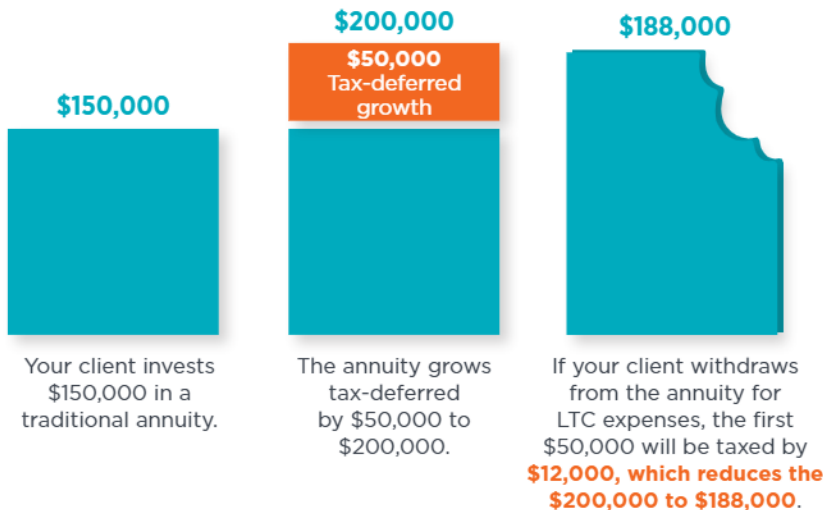 $150,000
Your client invests
$150,000 in a
traditional annuity.
$200,000
$50,000
Tax-deferred
growth
The annuity grows
tax-deferred
by $50,000 to
$200,000.
$188,000
If your client withdraws
from the annuity for
LTC expenses, the first
$50,000 will be taxed by
$12,000, which reduces the
$200,000 to $188,000.